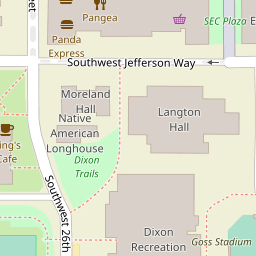 Pangea
SEC Plaza
Panda
Express
Southwest Jefferson Way
Moreland
Hall
Langton
Hall
Native
American
Longhouse
Dixon
Trails
Cafe
Southwest 26th
Dixon
Recreation
Goss Stadium